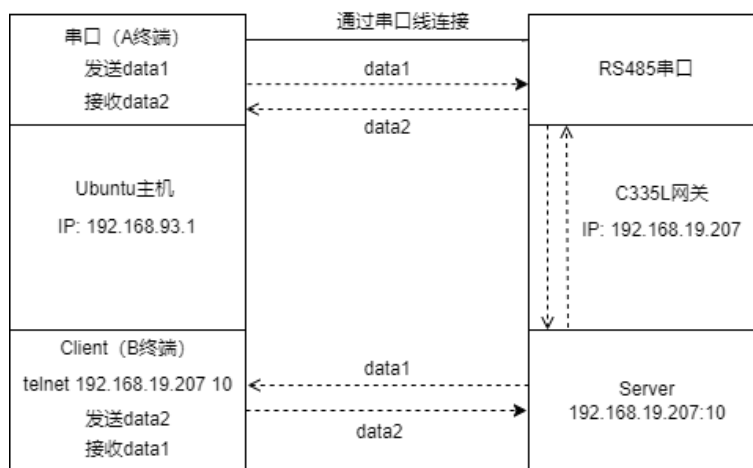 通过串口线连接
串口（A终端）
发送data1
接收data2
data1
data2
RS485串口
Ubuntu主机
IP: 192.168.93.1
C335L网关
IP: 192.168.19.207
Client（B终端）
telnet 192.168.19.207 10
发送data2
接收data1
data1
data2
Server
192.168.19.207:10